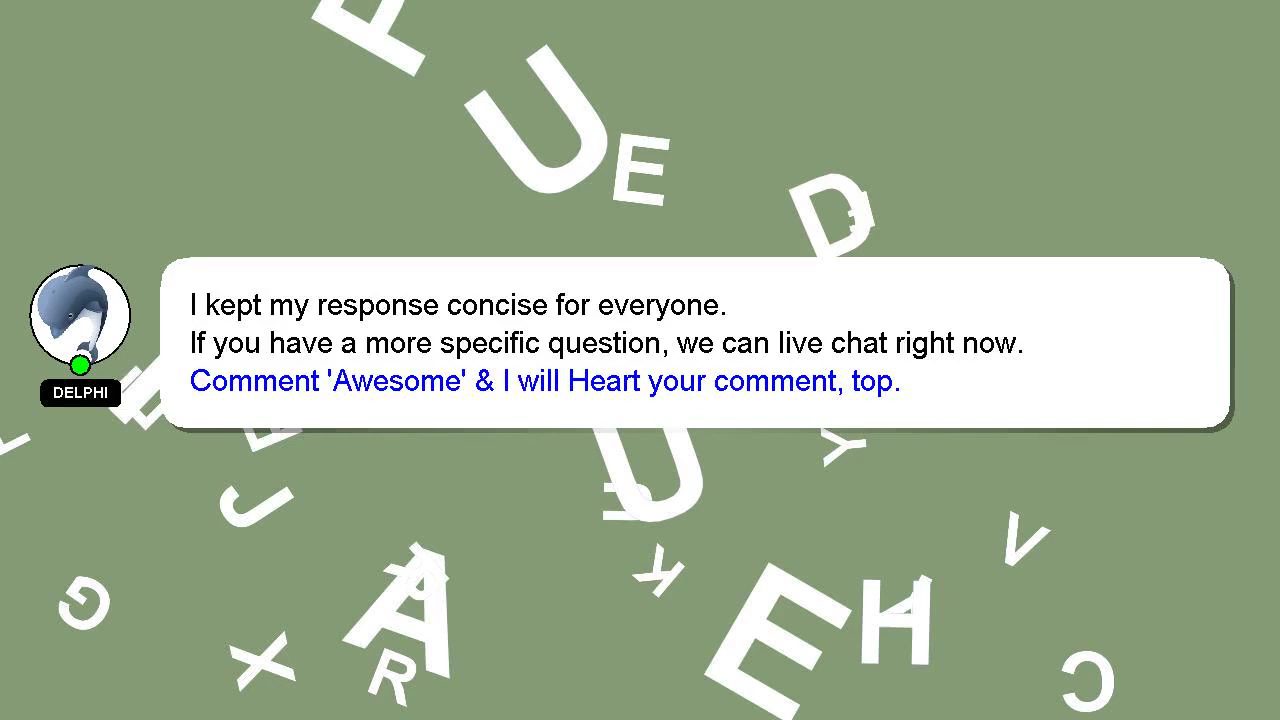 P
U
E
D
I kept my response concise for everyone.
If you have a more specific question, we can live chat right now.
Comment 'Awesome' & I will Heart your comment, top.
DELPHI
U
Y
J
V
K
G
A
E
H
X
R
C